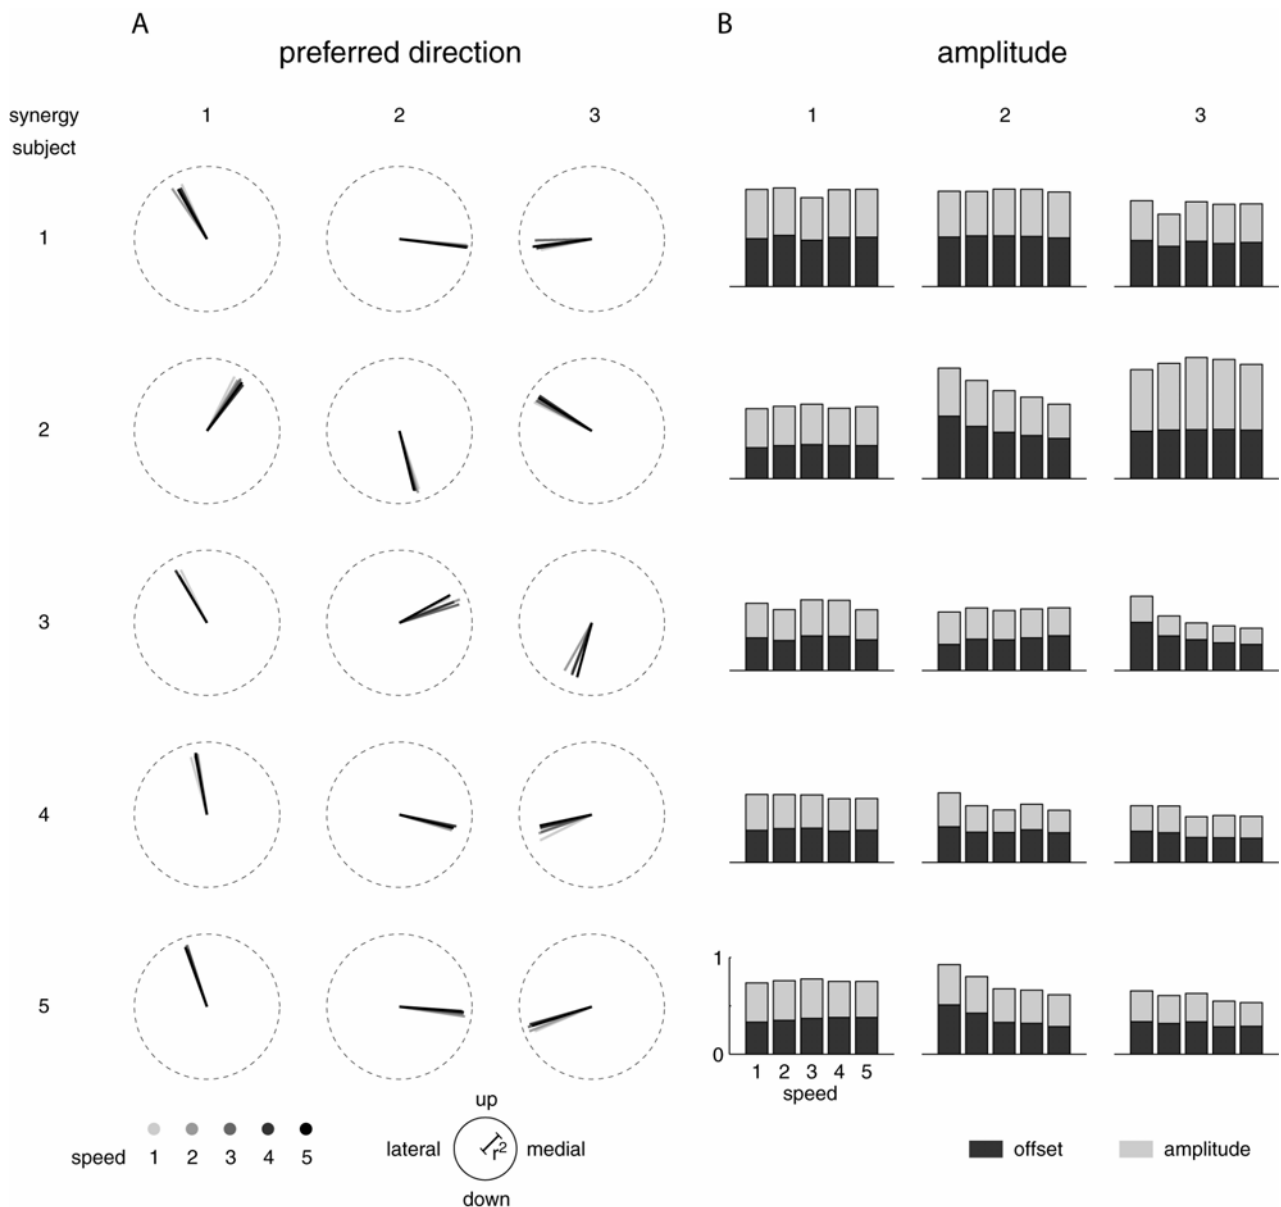 A
B
preferred direction
amplitude
synergy 1 2 3 1 2 3
subject
1
2
3
4
5
1
0
1 2 3 4 5
speed
up
lateral r² medial
down
speed 1 2 3 4 5
offset amplitude